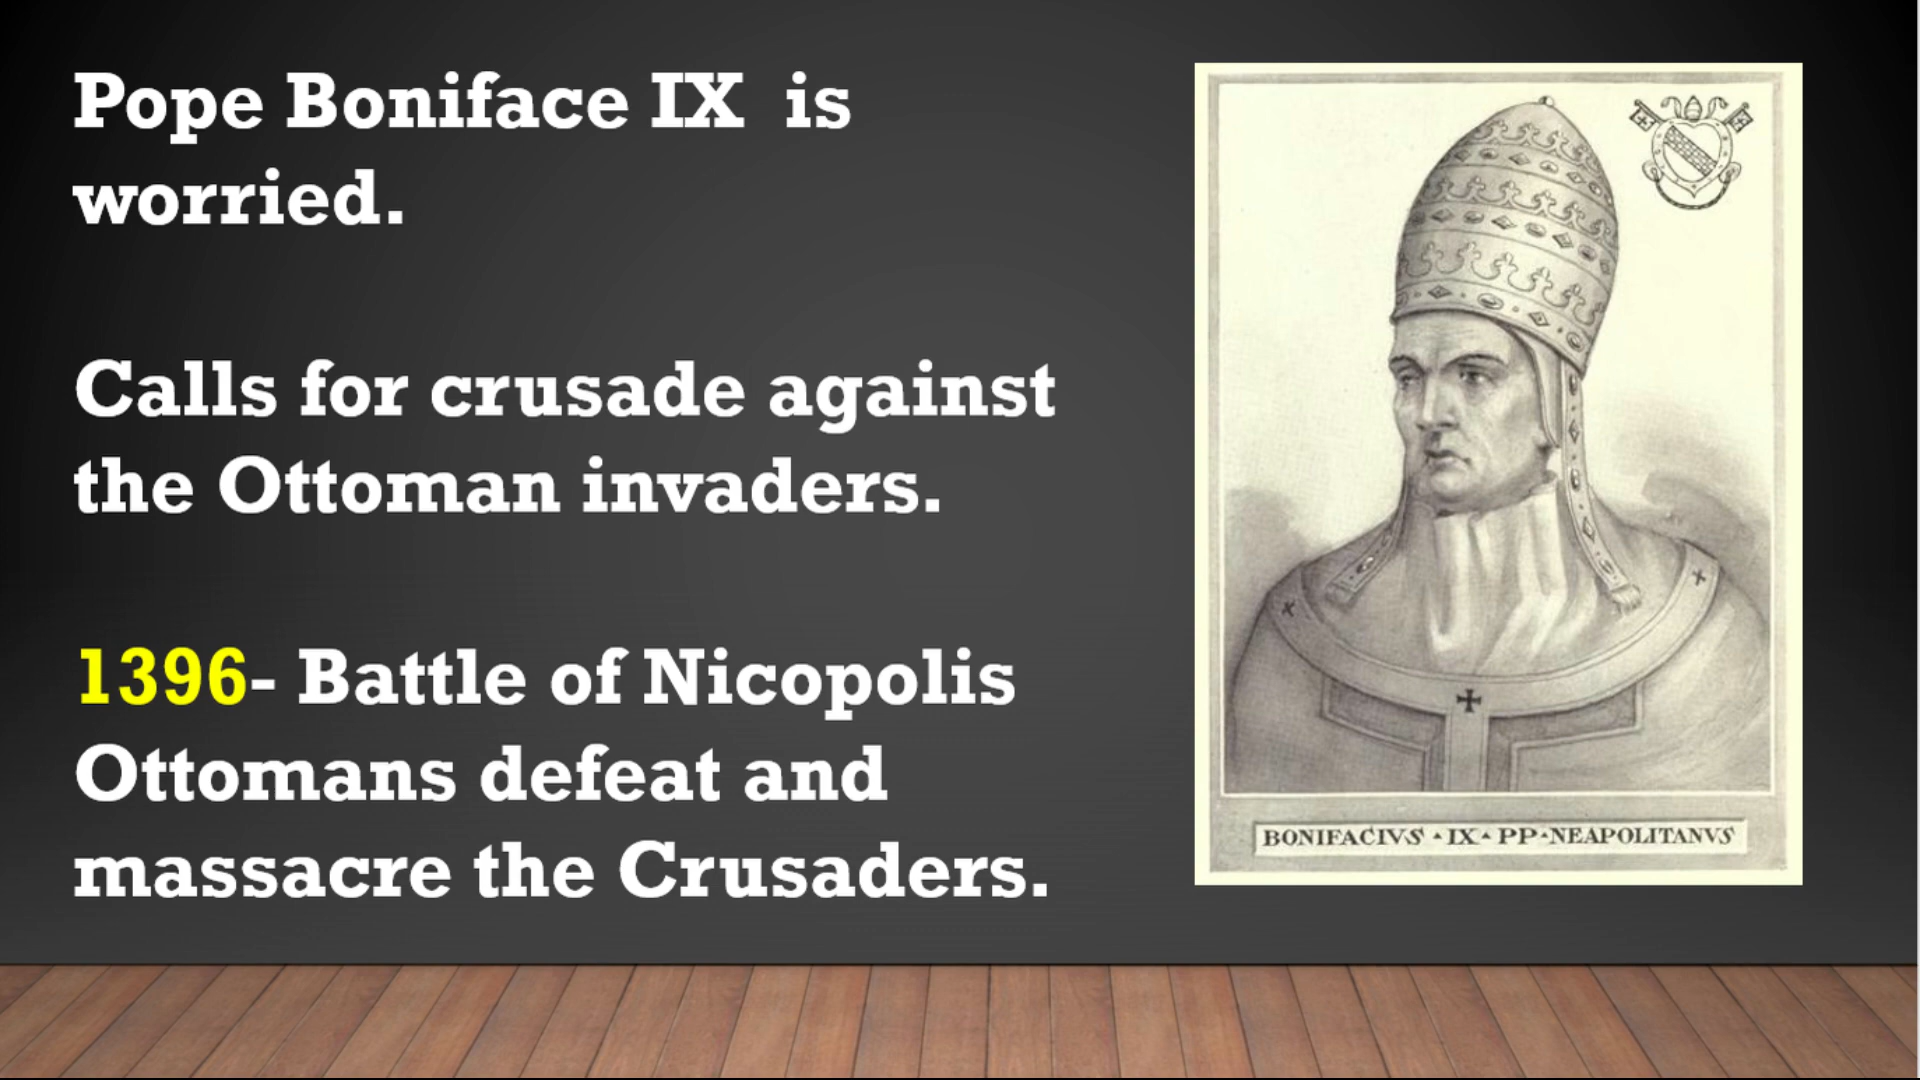 Pope Boniface IX  is
worried.
Calls for crusade against
the Ottoman invaders.
1396- Battle of Nicopolis
Ottomans defeat and
massacre the Crusaders.
BONIFACIVS · IX · PP · NEAPOLITANVS